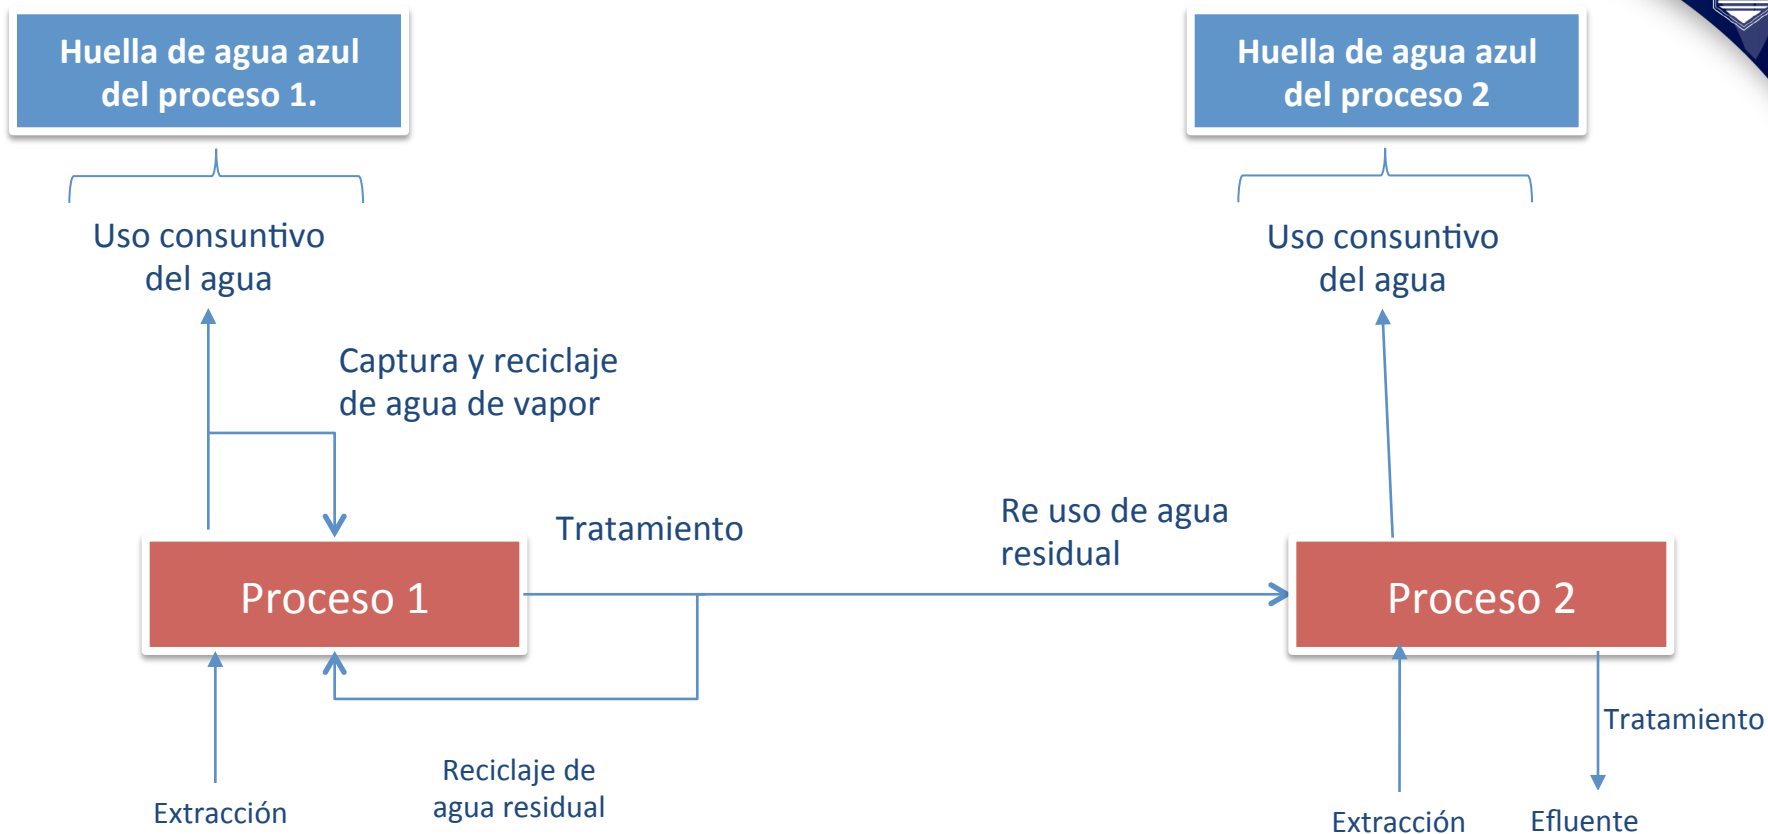 Huella de agua azul
del proceso 1.
Huella de agua azul
del proceso 2
Uso consuntivo
del agua
Uso consuntivo
del agua
Captura y reciclaje
de agua de vapor
Tratamiento
Re uso de agua
residual
Proceso 1
Proceso 2
Tratamiento
Reciclaje de
agua residual
Extracción
Extracción
Efluente